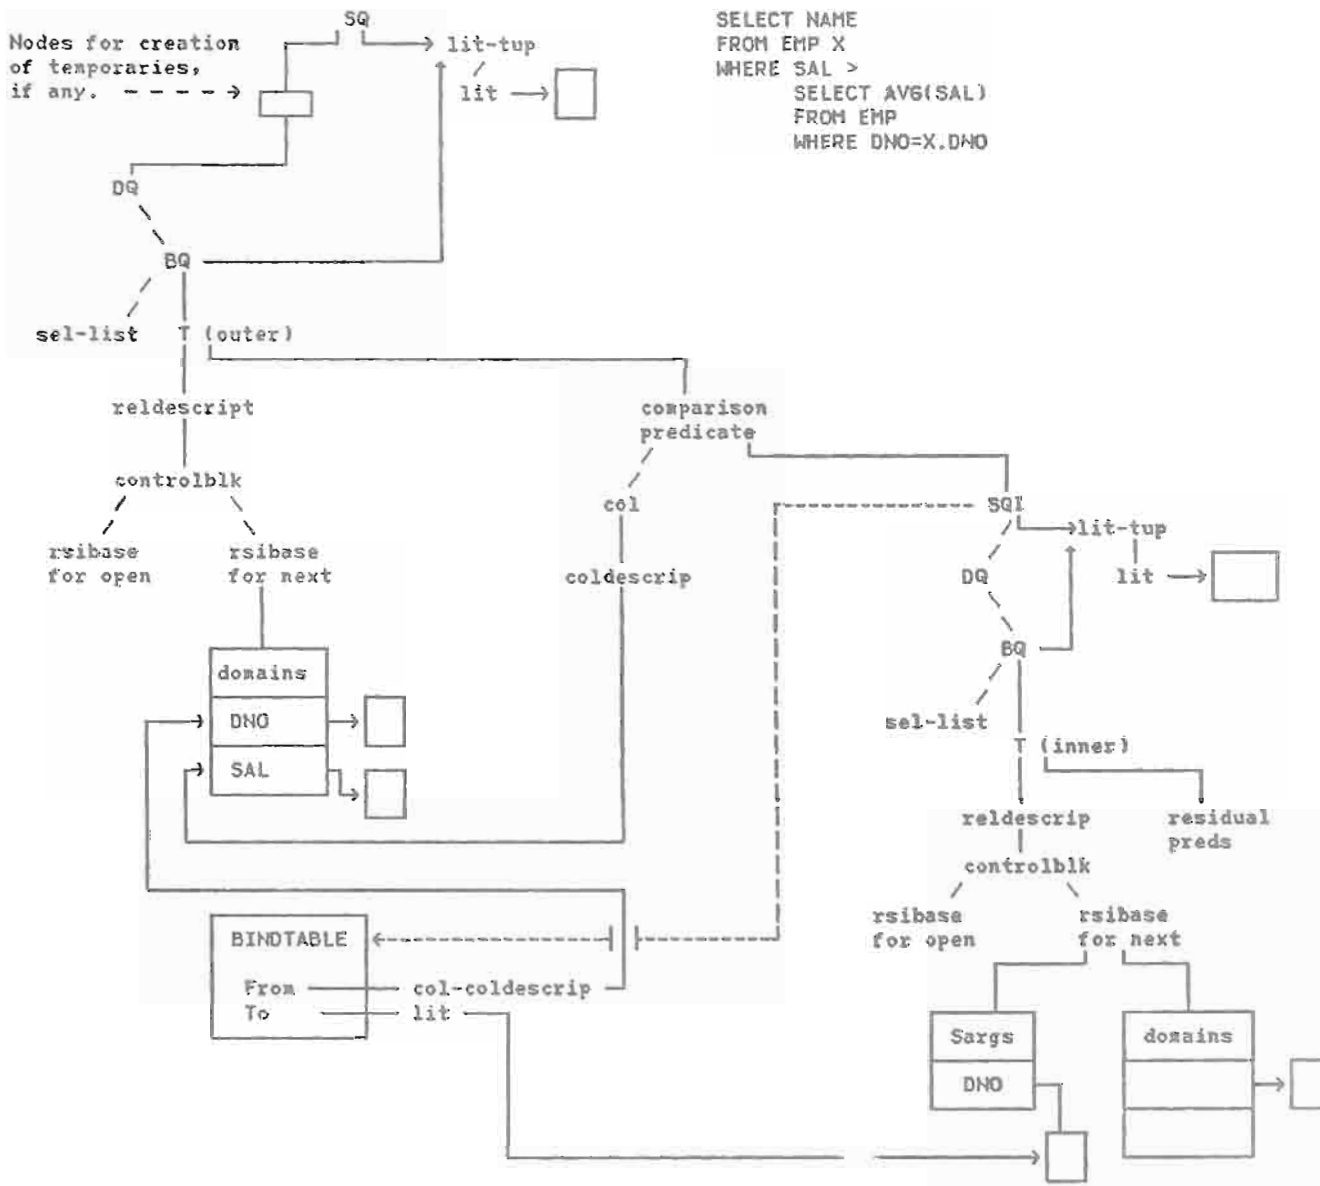 SQ
Nodes for creation
of temporaries,
if any.
lit-tup
lit
SELECT NAME
FROM EMP X
WHERE SAL >
SELECT AVG(SAL)
FROM EMP
WHERE DNO=X.DNO
DQ
BQ
sel-list
T (outer)
reldescript
controlblk
rsibase
for open
rsibase
for next
domains
DNO
SAL
comparison
predicate
col
coldescrip
SQI
lit-tup
DQ
lit
BQ
sel-list
T (inner)
reldescrip
residual
preds
controlblk
rsibase
for open
rsibase
for next
BINDTABLE
From
col-coldescrip
To
lit
Sargs
DNO
domains